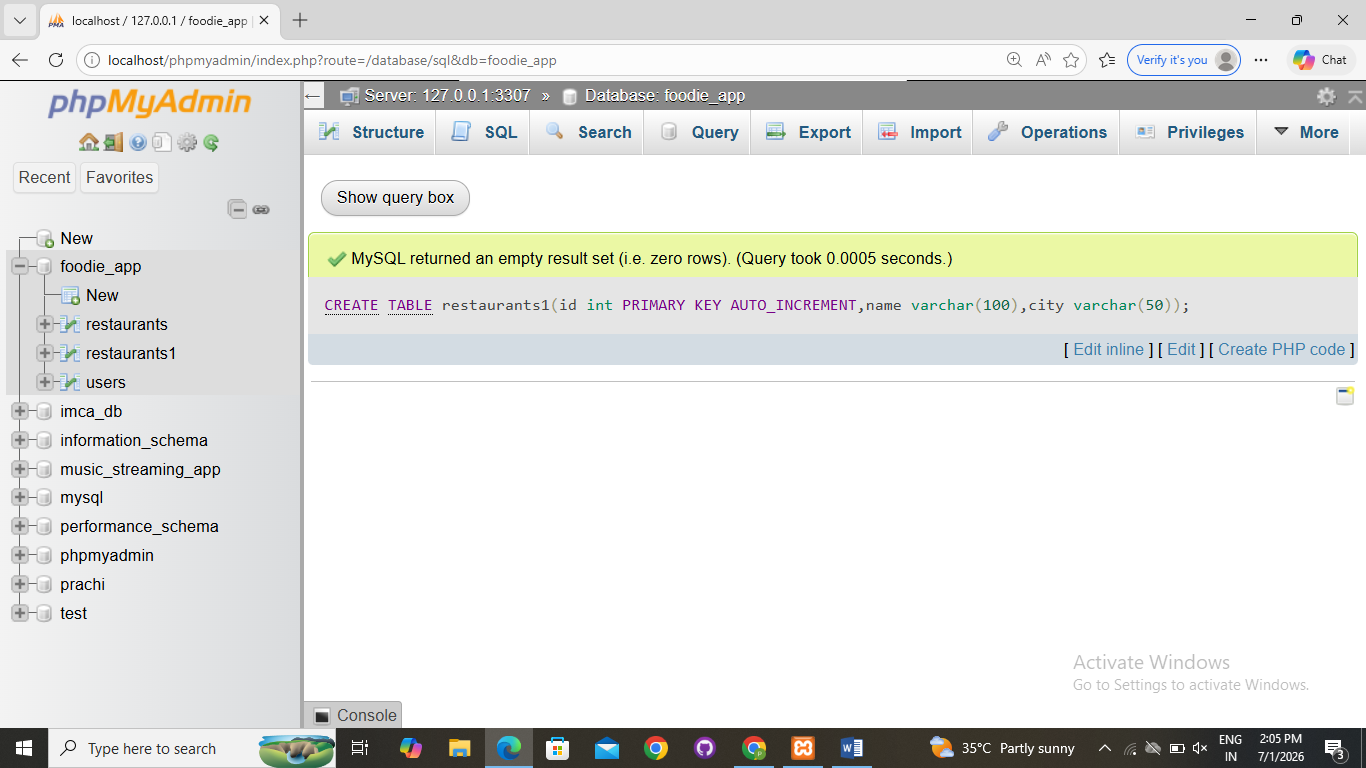 localhost / 127.0.0.1 / foodie_app
localhost/phpmyadmin/index.php?route=/database/sql&db=foodie_app
Verify it's you
Chat
phpMyAdmin
Recent
Favorites
New
foodie_app
New
restaurants
restaurants1
users
imca_db
information_schema
music_streaming_app
mysql
performance_schema
phpmyadmin
prachi
test
Server: 127.0.0.1:3307 » Database: foodie_app
Structure SQL Search Query Export Import Operations Privileges More
Show query box
MySQL returned an empty result set (i.e. zero rows). (Query took 0.0005 seconds.)
CREATE TABLE restaurants1(id int PRIMARY KEY AUTO_INCREMENT,name varchar(100),city varchar(50));
[ Edit inline ] [ Edit ] [ Create PHP code ]
Activate Windows
Go to Settings to activate Windows.
Console
Type here to search
35°C Partly sunny
ENG
IN
2:05 PM
7/1/2026
3